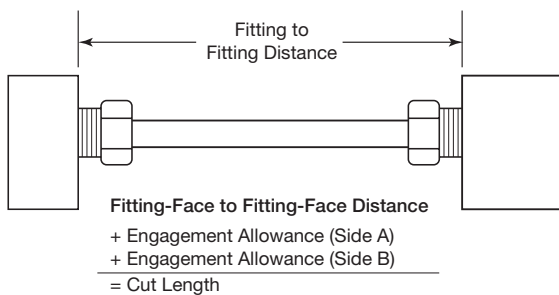 Fitting to
Fitting Distance
Fitting-Face to Fitting-Face Distance
+ Engagement Allowance (Side A)
+ Engagement Allowance (Side B)
= Cut Length